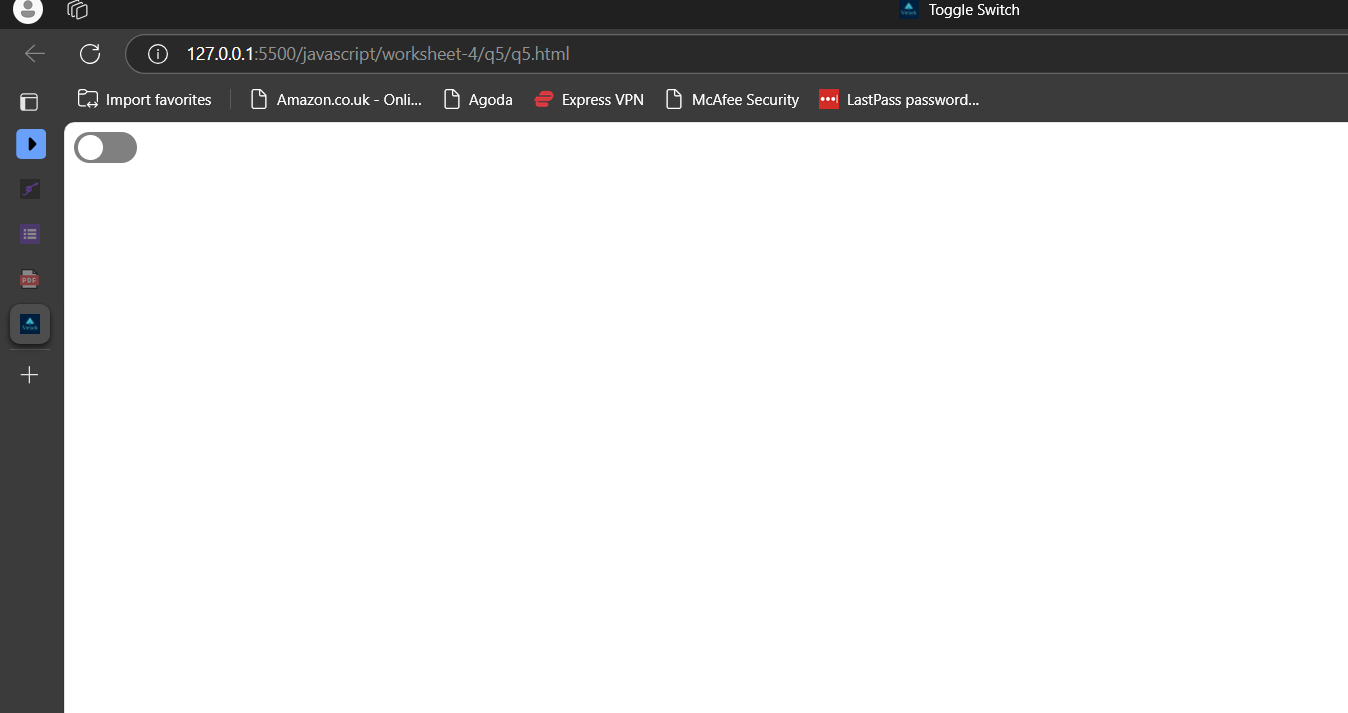 Toggle Switch
127.0.0.1:5500/javascript/worksheet-4/q5/q5.html
Import favorites
Amazon.co.uk - Onli...
Agoda
Express VPN
McAfee Security
LastPass password...
PDF